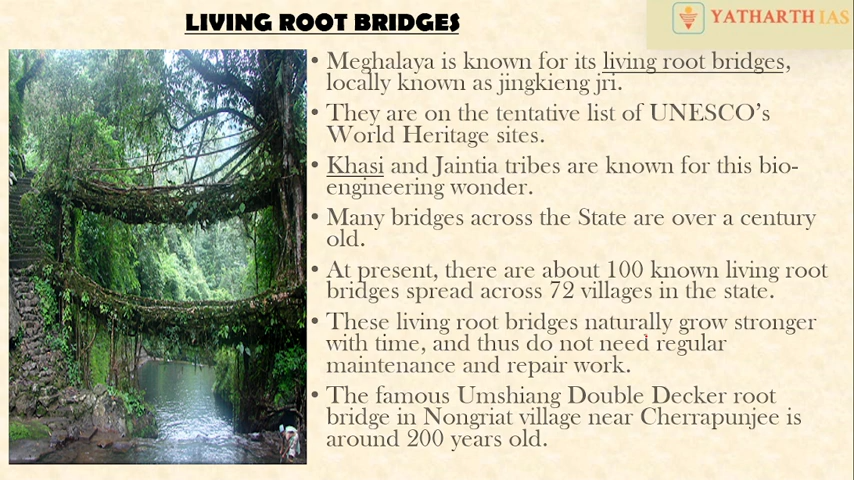 LIVING ROOT BRIDGES
YATHARTH IAS
• Meghalaya is known for its living root bridges,
locally known as jingkieng jri.
• They are on the tentative list of UNESCO's
World Heritage sites.
• Khasi and Jaintia tribes are known for this bio-
engineering wonder.
• Many bridges across the State are over a century
old.
• At present, there are about 100 known living root
bridges spread across 72 villages in the state.
• These living root bridges naturally grow stronger
with time, and thus do not need regular
maintenance and repair work.
• The famous Umshiang Double Decker root
bridge in Nongriat village near Cherrapunjee is
around 200 years old.